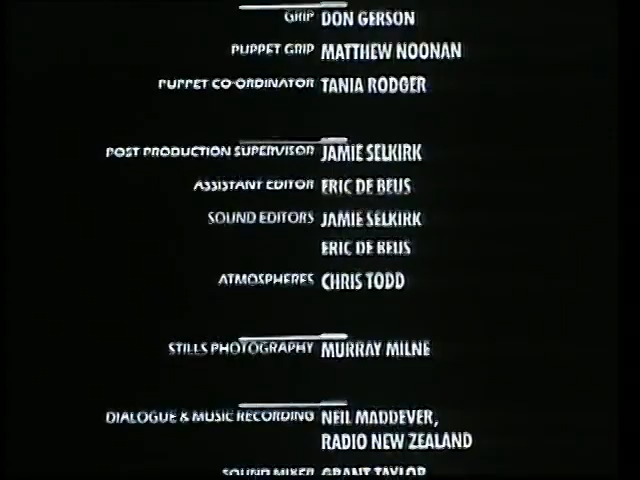 GRIP DON GERSON
PUPPET GRIP MATTHEW NOONAN
PUPPET CO-ORDINATOR TANIA RODGER
POST PRODUCTION SUPERVISOR JAMIE SELKIRK
ASSISTANT EDITOR ERIC DE BEUS
SOUND EDITORS JAMIE SELKIRK
ERIC DE BEUS
ATMOSPHERES CHRIS TODD
STILLS PHOTOGRAPHY MURRAY MILNE
DIALOGUE & MUSIC RECORDING NEIL MADDEVER,
RADIO NEW ZEALAND
SOUND MIXER GRANT TAYLOR